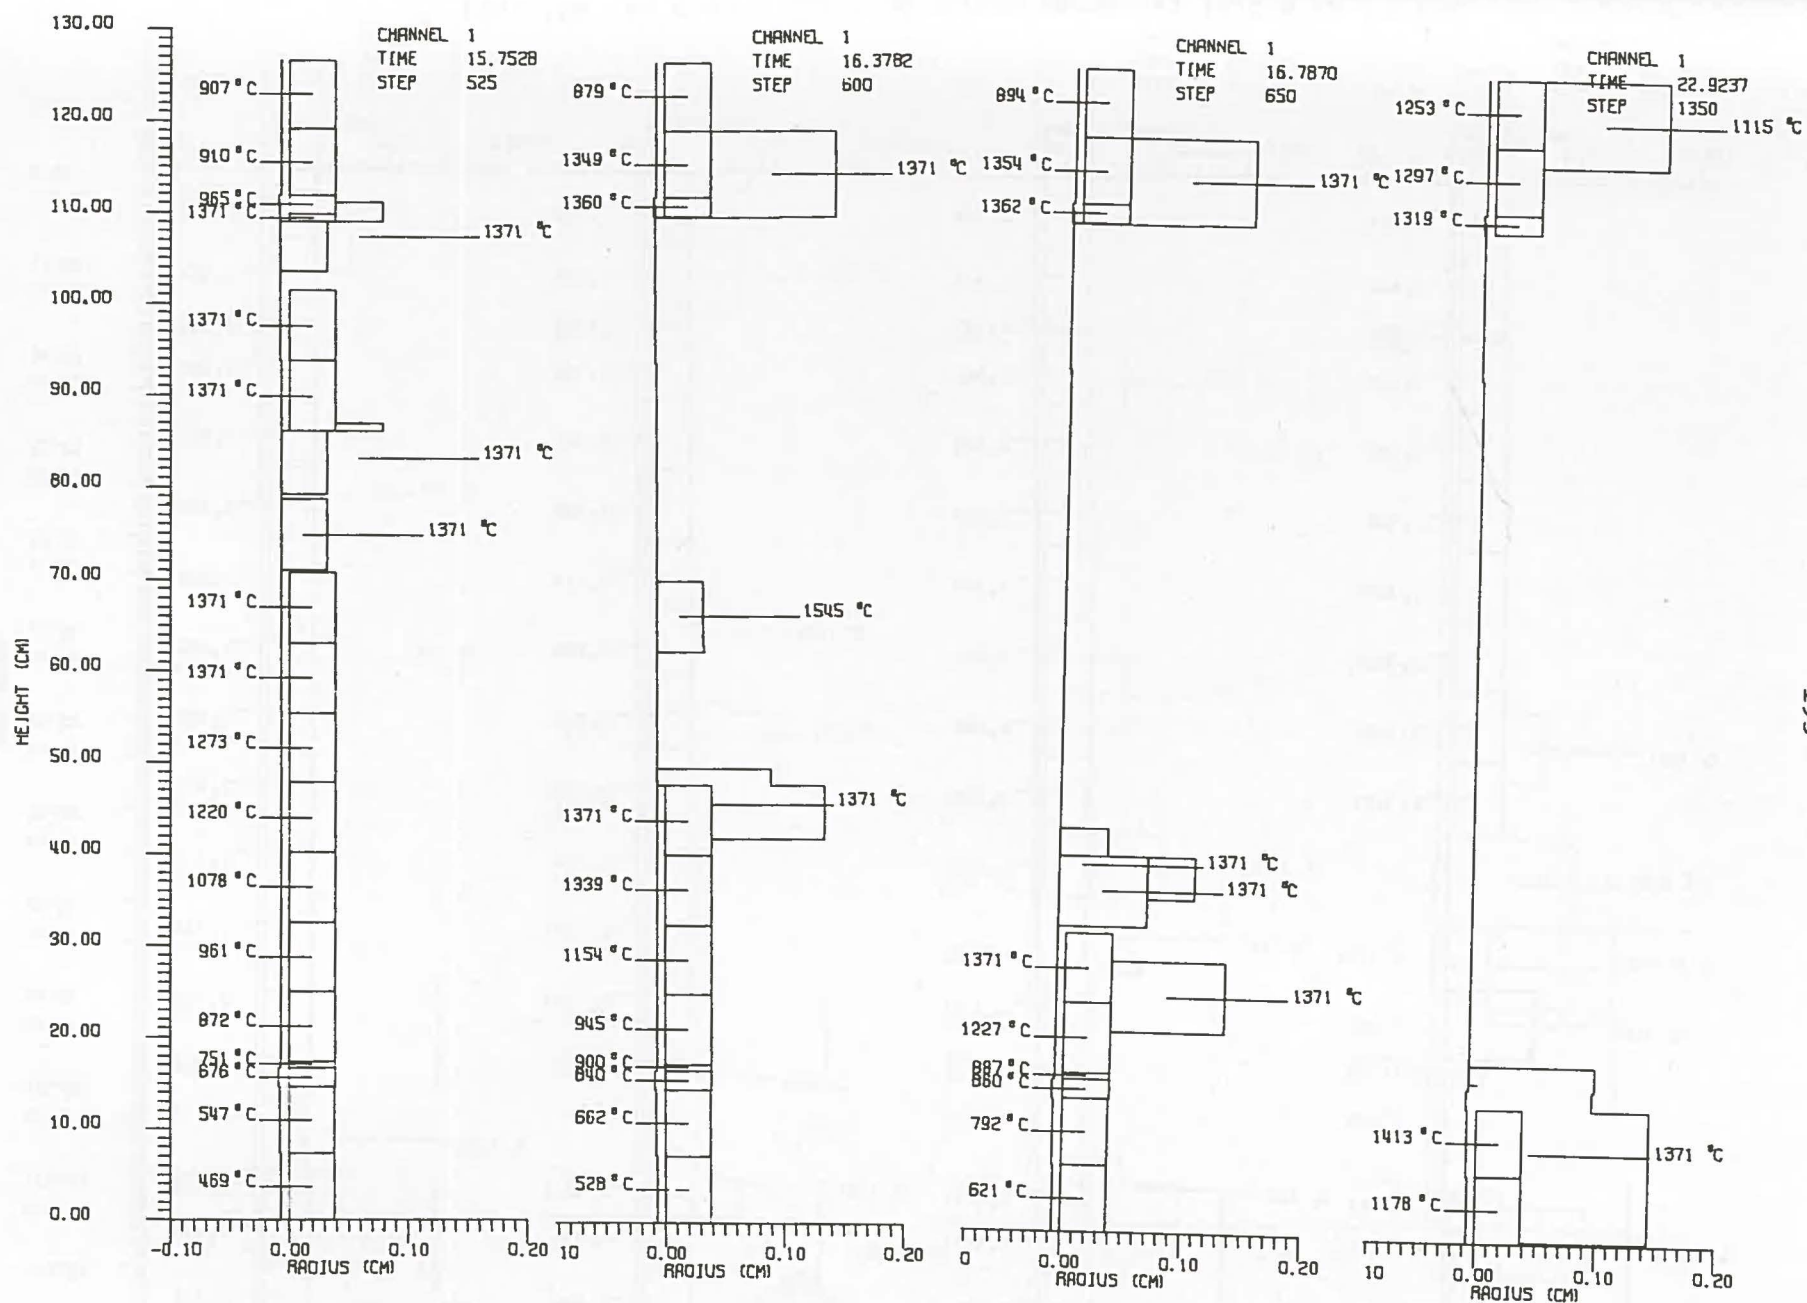 HEIGHT (CM)
130.00
120.00
110.00
100.00
90.00
80.00
70.00
60.00
50.00
40.00
30.00
20.00
10.00
0.00
CHANNEL 1
TIME 15.7528
STEP 525
907 °C
910 °C
965 °C
1371 °C
1371 °C
1371 °C
1371 °C
1371 °C
1371 °C
1371 °C
1371 °C
1273 °C
1220 °C
1078 °C
961 °C
872 °C
751 °C
676 °C
547 °C
469 °C
-0.10 0.00 0.10 0.20
RADIUS (CM)
CHANNEL 1
TIME 16.3782
STEP 600
879 °C
1349 °C
1371 °C
1360 °C
1545 °C
1371 °C
1371 °C
1339 °C
1154 °C
945 °C
900 °C
840 °C
662 °C
528 °C
10 0.00 0.10 0.20
RADIUS (CM)
CHANNEL 1
TIME 16.7870
STEP 650
894 °C
1354 °C
1371 °C
1362 °C
1371 °C
1371 °C
1371 °C
1371 °C
1227 °C
887 °C
860 °C
792 °C
621 °C
0 0.00 0.10 0.20
RADIUS (CM)
CHANNEL 1
TIME 22.9237
STEP 1350
1253 °C
1115 °C
1297 °C
1319 °C
1413 °C
1371 °C
1178 °C
10 0.00 0.10 0.20
RADIUS (CM)